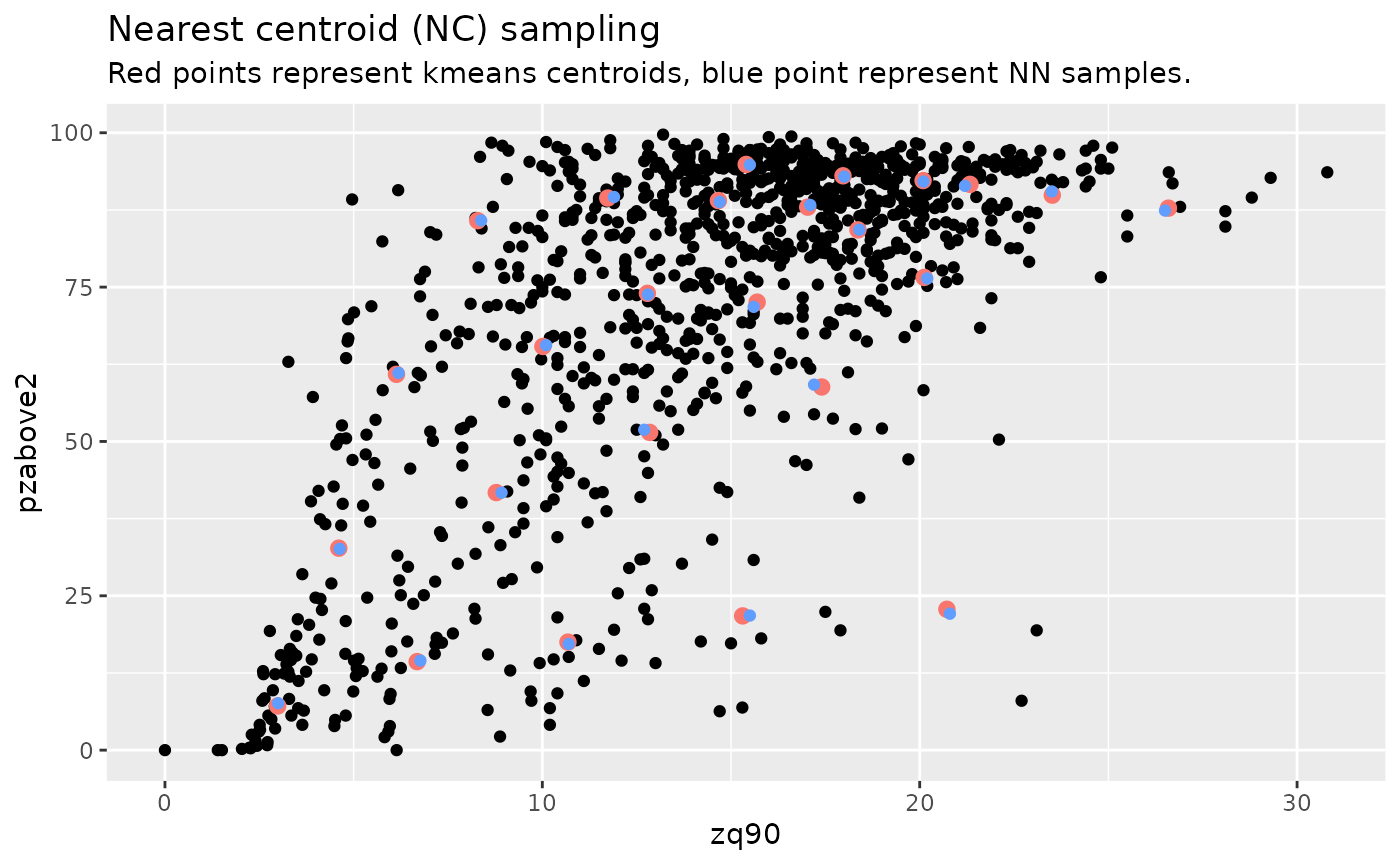 Nearest centroid (NC) sampling
Red points represent kmeans centroids, blue point represent NN samples.
100
75
50
25
0
pzabove2
0 10 20 30
zq90